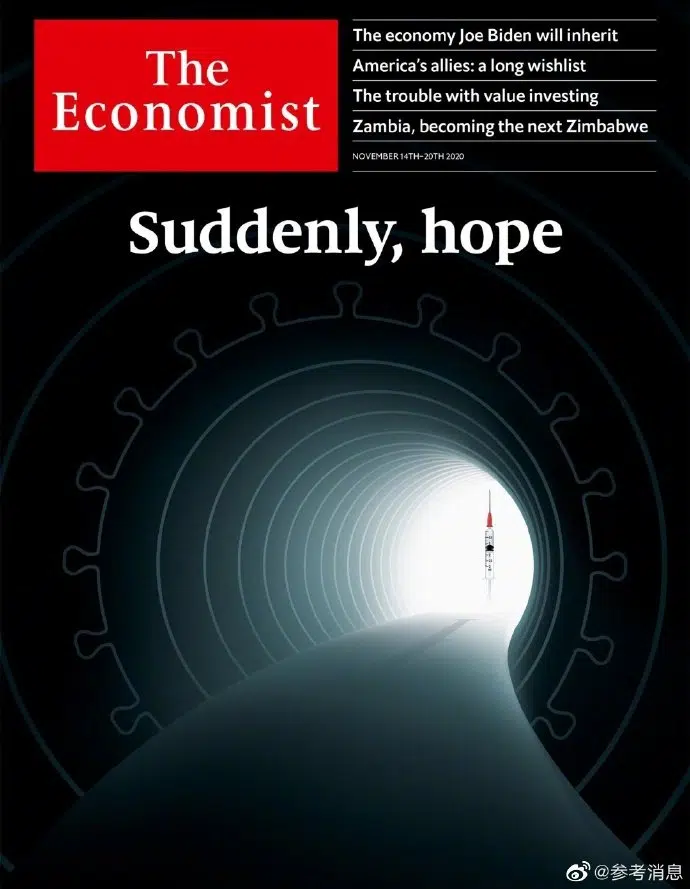 The
Economist
The economy Joe Biden will inherit
America's allies: a long wishlist
The trouble with value investing
Zambia, becoming the next Zimbabwe
NOVEMBER 14TH–20TH 2020
Suddenly, hope
@参考消息